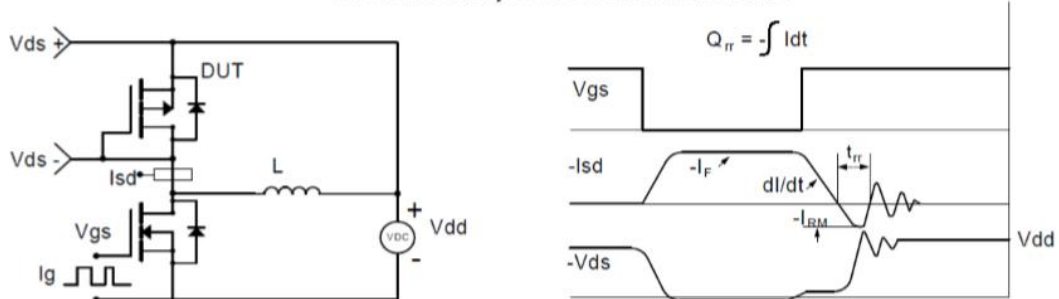 Vds +
DUT
Vds -
Isd
L
Vgs
+
VDC
Vdd
-
Ig
Qrr = -∫ Idt
Vgs
-Isd
-IF
trr
dI/dt
-IRM
Vdd
-Vds